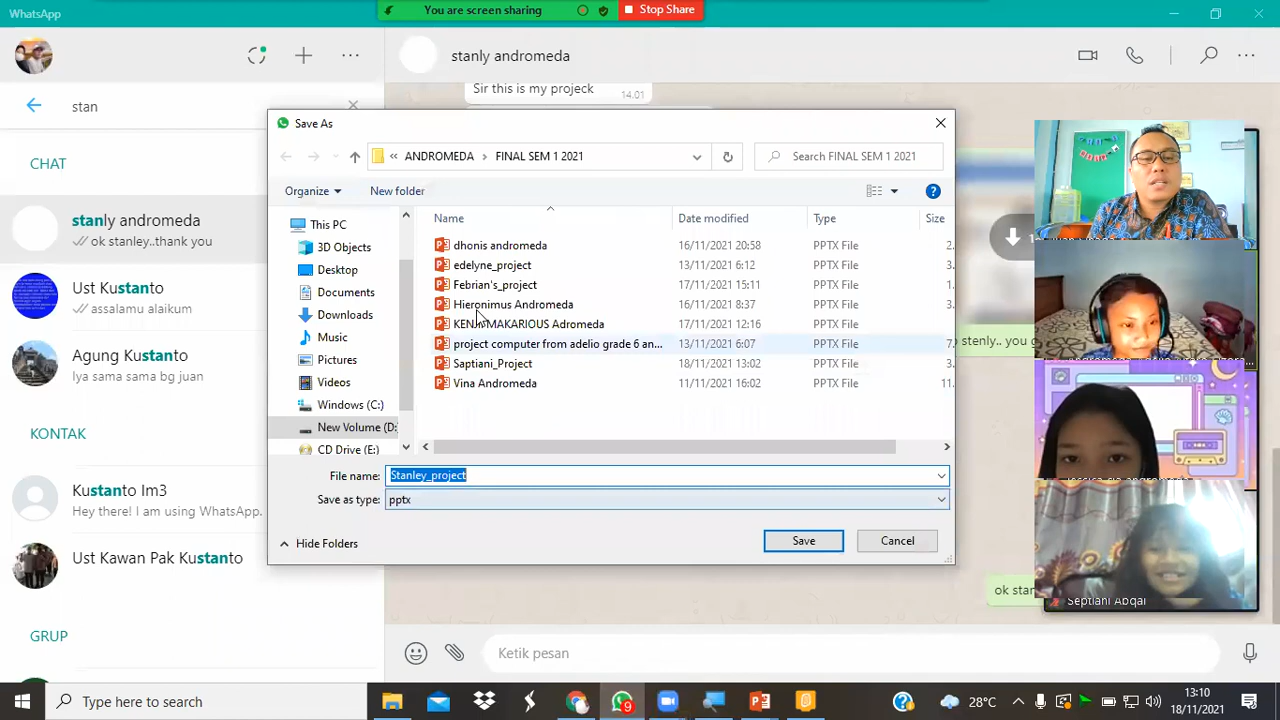 WhatsApp
You are screen sharing
Stop Share
stan
stanly andromeda
CHAT
stanly andromeda
ok stanley..thank you
Ust Kustanto
assalamu alaikum
Agung Kustanto
Iya sama sama bg juan
KONTAK
Kustanto Im3
Hey there! I am using WhatsApp.
Ust Kawan Pak Kustanto
GRUP
Sir this is my projeck
14.01
Save As
« ANDROMEDA › FINAL SEM 1 2021
Search FINAL SEM 1 2021
Organize
New folder
This PC
3D Objects
Desktop
Documents
Downloads
Music
Pictures
Videos
Windows (C:)
New Volume (D:
CD Drive (E:)
Name Date modified Type Size
dhonis andromeda 16/11/2021 20:58 PPTX File 2.
edelyne_project 13/11/2021 6:12 PPTX File 3.
Febrian's_project 17/11/2021 15:11 PPTX File 1.
Hieronimus Andromeda 16/11/2021 8:37 PPTX File 3.
KENJI MAKARIOUS Adromeda 17/11/2021 12:16 PPTX File
project computer from adelio grade 6 an... 13/11/2021 6:07 PPTX File 7.
Saptiani_Project 18/11/2021 13:02 PPTX File 3.
Vina Andromeda 11/11/2021 16:02 PPTX File 11.
File name: Stanley_project
Save as type: pptx
Hide Folders
Save
Cancel
stenly.. you g
ok stan
Septiani Abqai
Ketik pesan
Type here to search
9
28°C
13:10
18/11/2021